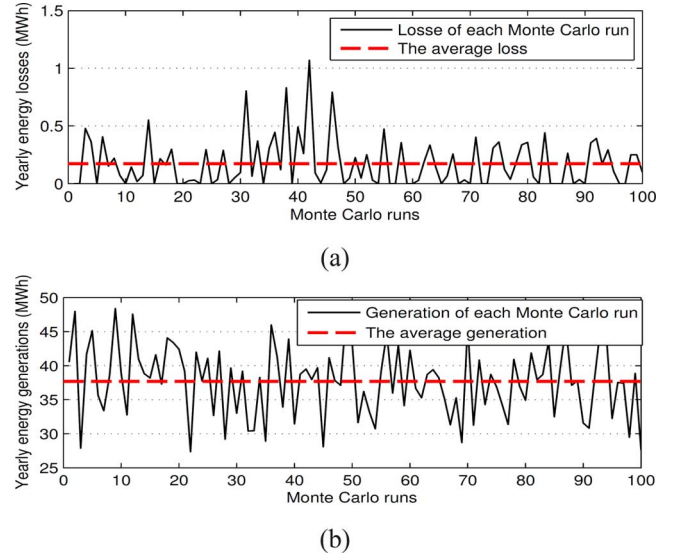 Yearly energy losses (MWh)
1.5
1
0.5
0
Losse of each Monte Carlo run
The average loss
0 10 20 30 40 50 60 70 80 90 100
Monte Carlo runs
(a)
Yearly energy generations (MWh)
50
45
40
35
30
25
Generation of each Monte Carlo run
The average generation
0 10 20 30 40 50 60 70 80 90 100
Monte Carlo runs
(b)